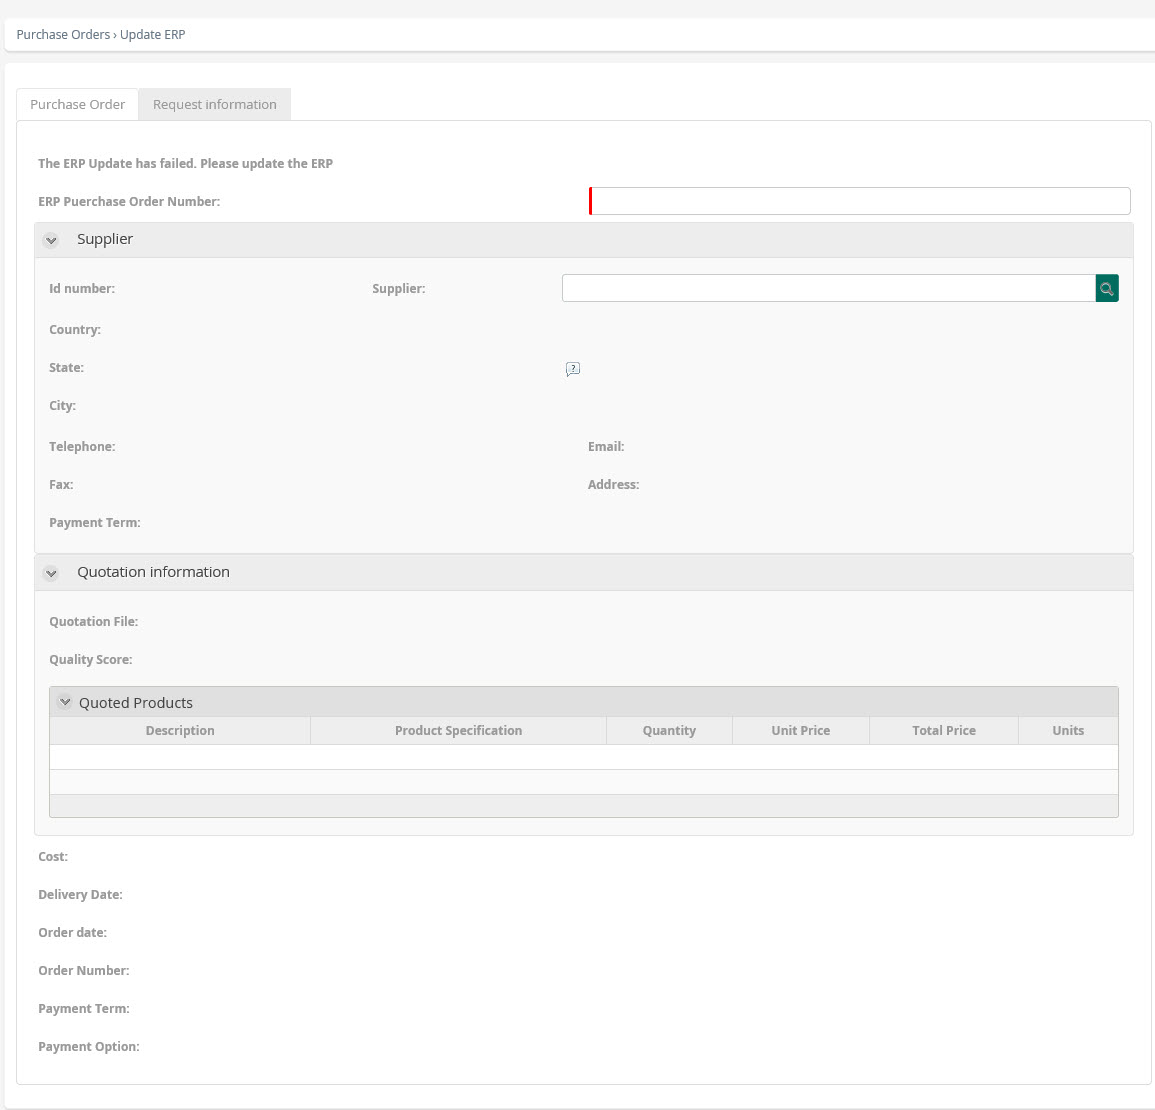 Purchase Orders › Update ERP
Purchase Order
Request information
The ERP Update has failed. Please update the ERP
ERP Puerchase Order Number:
Supplier
Id number:
Supplier:
Country:
State:
?
City:
Telephone:
Email:
Fax:
Address:
Payment Term:
Quotation information
Quotation File:
Quality Score:
Quoted Products
Description
Product Specification
Quantity
Unit Price
Total Price
Units
Cost:
Delivery Date:
Order date:
Order Number:
Payment Term:
Payment Option: